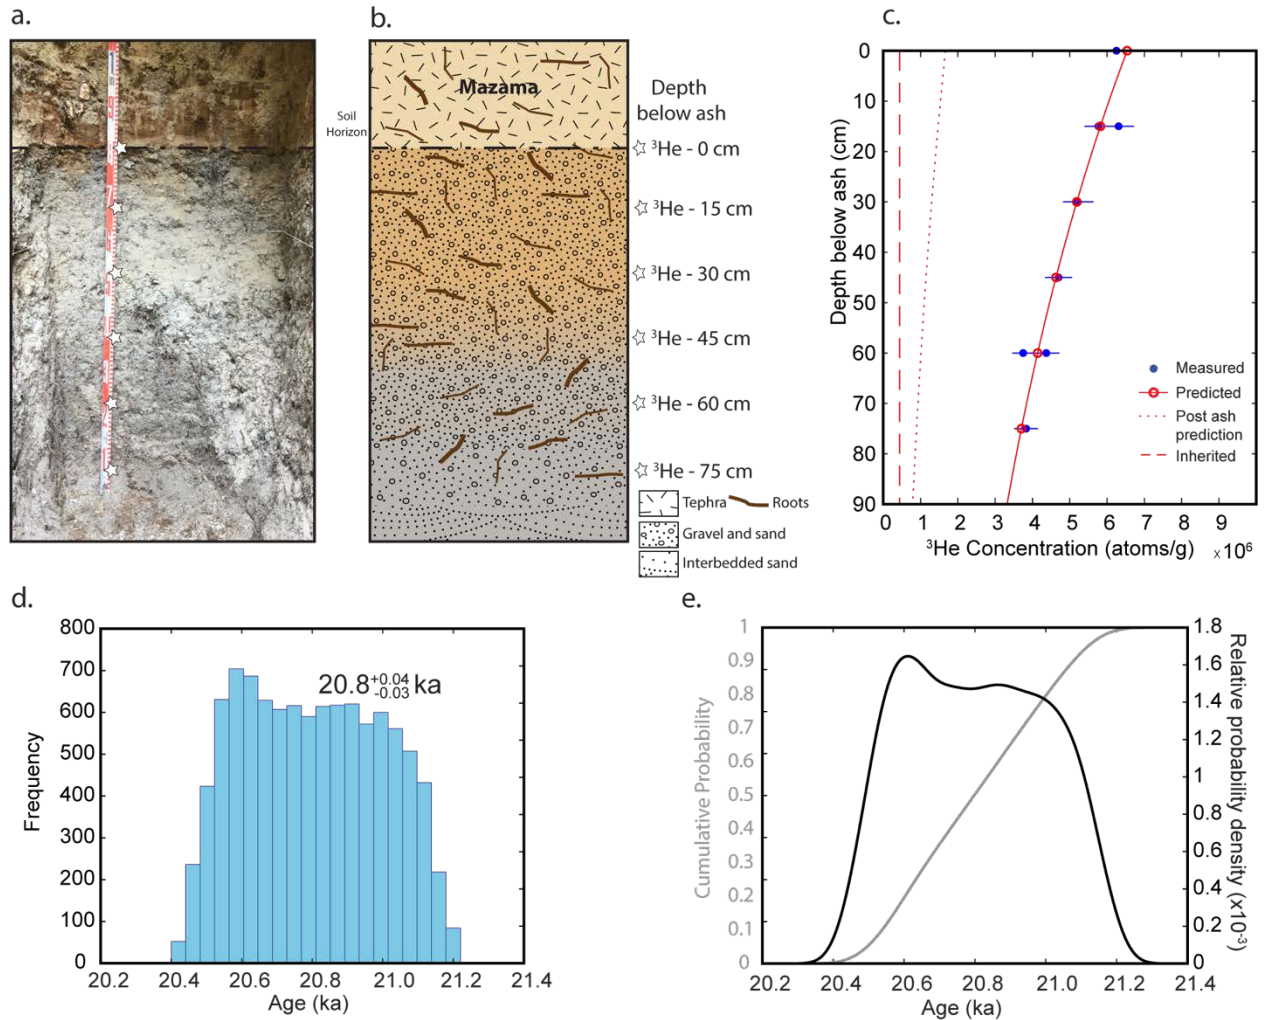 a.
b.
c.
Mazama
Soil
Horizon
Depth
below ash
³He - 0 cm
³He - 15 cm
³He - 30 cm
³He - 45 cm
³He - 60 cm
³He - 75 cm
Tephra
Roots
Gravel and sand
Interbedded sand
Depth below ash (cm)
0
10
20
30
40
50
60
70
80
90
0 1 2 3 4 5 6 7 8 9
³He Concentration (atoms/g) ×10⁶
Measured
Predicted
Post ash
prediction
Inherited
d.
Frequency
800
700
600
500
400
300
200
100
0
20.8+0.04-0.03 ka
20.2 20.4 20.6 20.8 21.0 21.2 21.4
Age (ka)
e.
Cumulative Probability
1
0.9
0.8
0.7
0.6
0.5
0.4
0.3
0.2
0.1
0
Relative probability density (x10⁻³)
1.8
1.6
1.4
1.2
1
0.8
0.6
0.4
0.2
0
20.2 20.4 20.6 20.8 21.0 21.2 21.4
Age (ka)